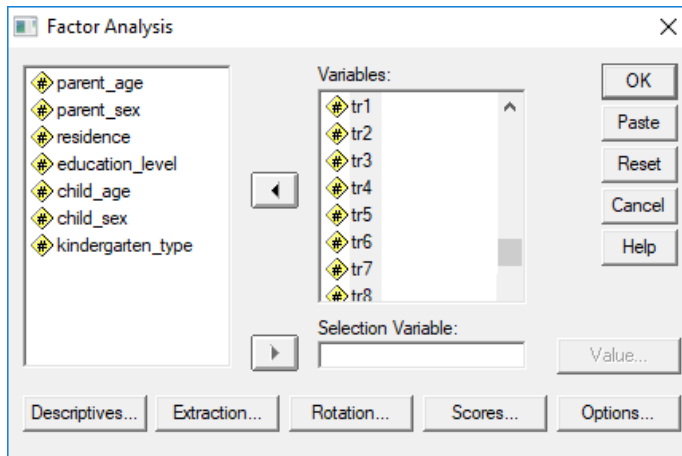 Factor Analysis
parent_age
parent_sex
residence
education_level
child_age
child_sex
kindergarten_type
Variables:
tr1
tr2
tr3
tr4
tr5
tr6
tr7
tr8
Selection Variable:
OK
Paste
Reset
Cancel
Help
Value...
Descriptives... Extraction... Rotation... Scores... Options...